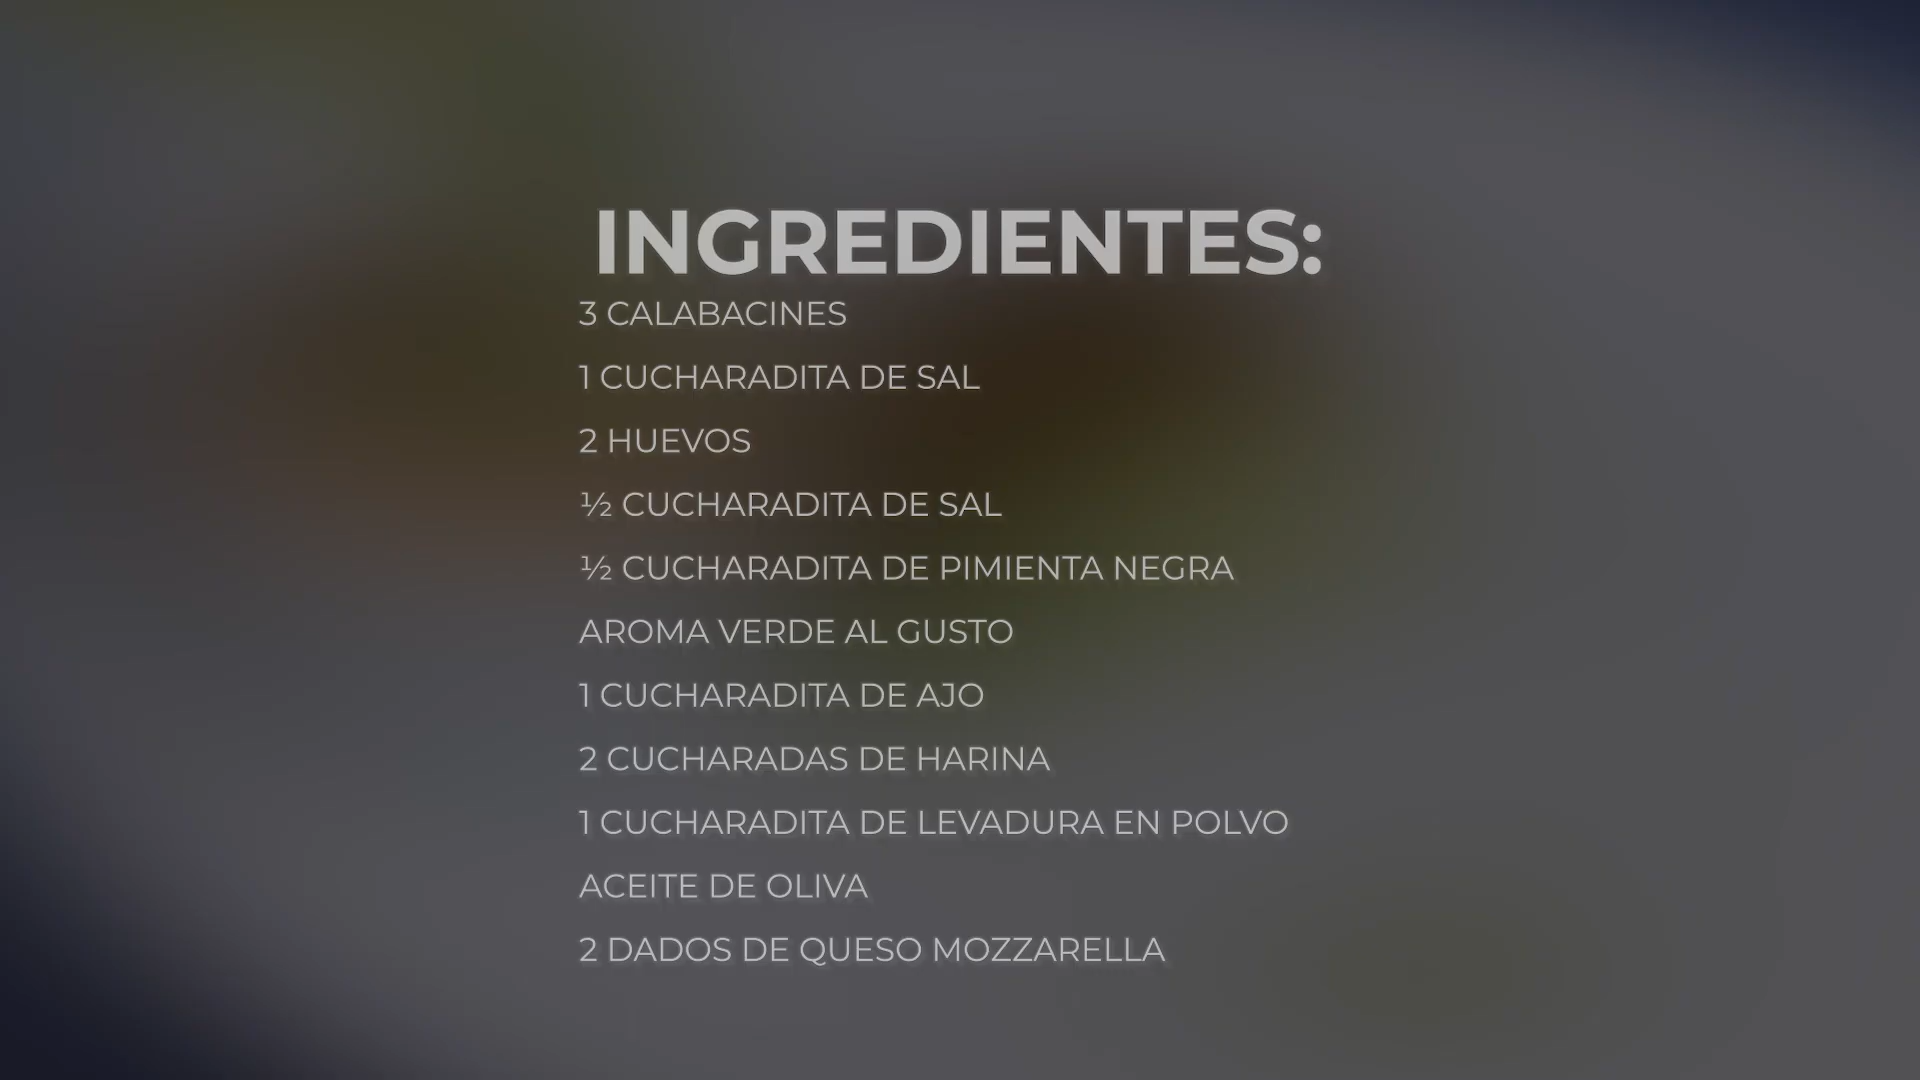 INGREDIENTES:
3 CALABACINES
1 CUCHARADITA DE SAL
2 HUEVOS
½ CUCHARADITA DE SAL
½ CUCHARADITA DE PIMIENTA NEGRA
AROMA VERDE AL GUSTO
1 CUCHARADITA DE AJO
2 CUCHARADAS DE HARINA
1 CUCHARADITA DE LEVADURA EN POLVO
ACEITE DE OLIVA
2 DADOS DE QUESO MOZZARELLA